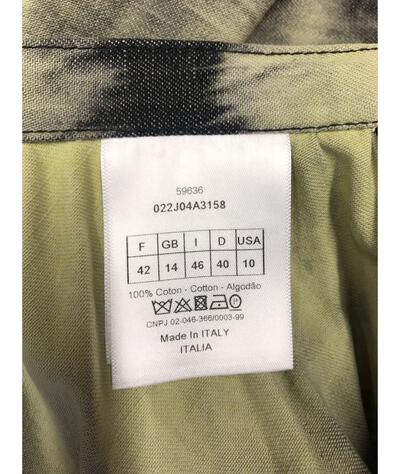 59636
022J04A3158
F GB I D USA
42 14 46 40 10
100% Coton - Cotton - Algodão
CNPJ 02-046-366/0003-99
Made In ITALY
ITALIA